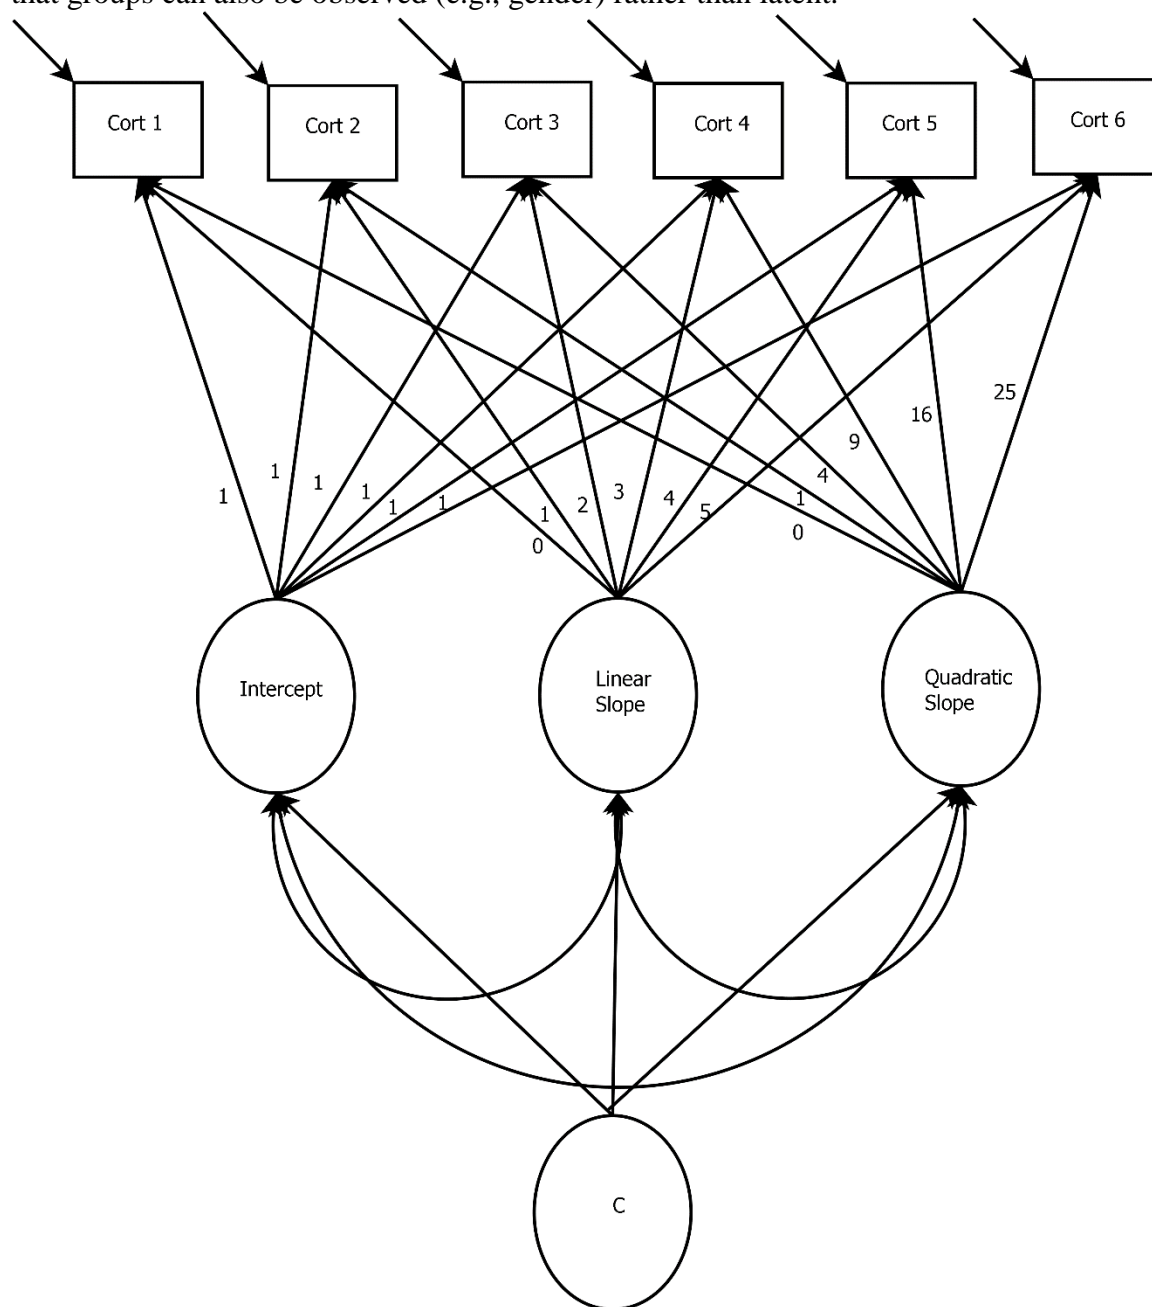 that groups can also be observed (e.g., gender) rather than latent.
Cort 1
Cort 2
Cort 3
Cort 4
Cort 5
Cort 6
25
16
9
4
1
0
1
1
1
1
1
1
1
0
2
3
4
5
Intercept
Linear
Slope
Quadratic
Slope
C